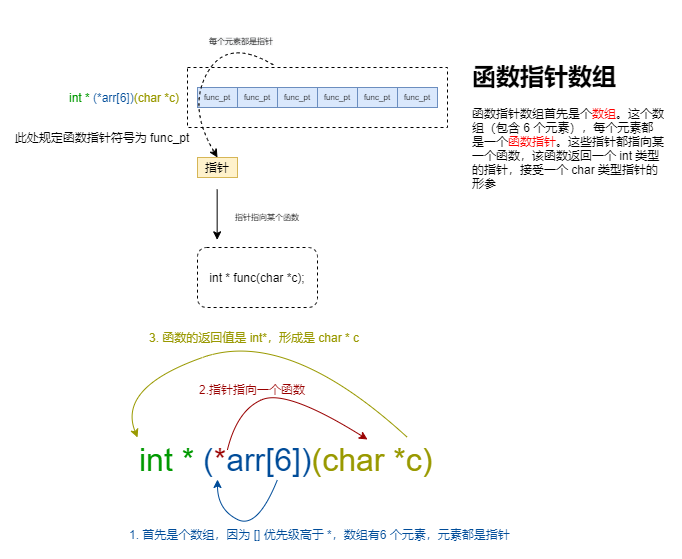 每个元素都是指针
函数指针数组
int * (*arr[6])(char *c)
func_pt func_pt func_pt func_pt func_pt func_pt
函数指针数组首先是个数组。这个数
组（包含 6 个元素），每个元素都
是一个函数指针。这些指针都指向某
一个函数，该函数返回一个 int 类型
的指针，接受一个 char 类型指针的
形参
此处规定函数指针符号为 func_pt
指针
指针指向某个函数
int * func(char *c);
3. 函数的返回值是 int*，形成是 char * c
2.指针指向一个函数
int * (*arr[6])(char *c)
1. 首先是个数组，因为 [] 优先级高于 *，数组有6 个元素，元素都是指针